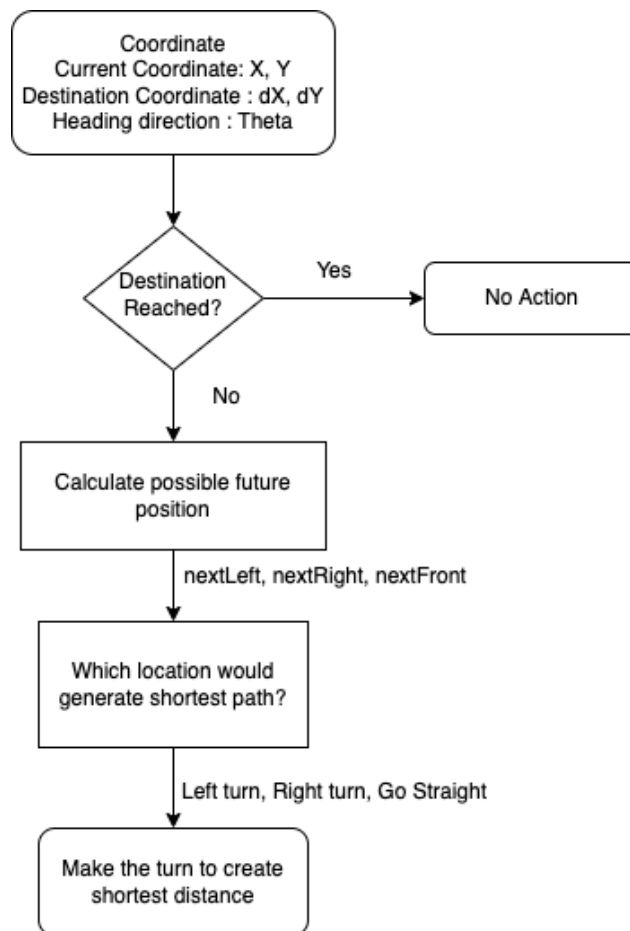 Coordinate
Current Coordinate: X, Y
Destination Coordinate : dX, dY
Heading direction : Theta
Destination
Reached?
Yes
No Action
No
Calculate possible future
position
nextLeft, nextRight, nextFront
Which location would
generate shortest path?
Left turn, Right turn, Go Straight
Make the turn to create
shortest distance